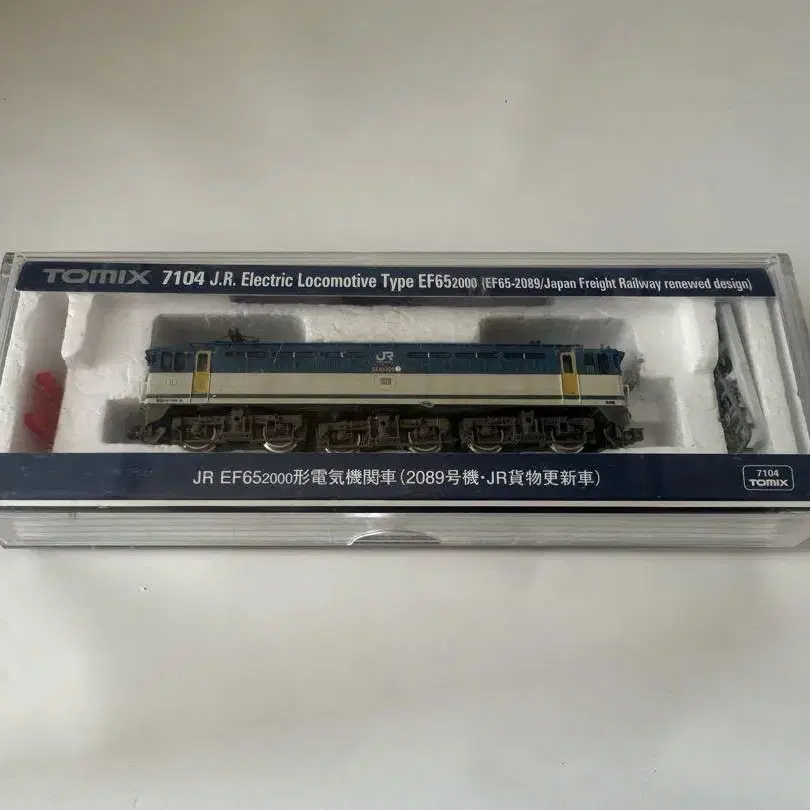 TOMIX 7104 J.R. Electric Locomotive Type EF652000 (EF65-2089/Japan Freight Railway renewed design)
JR
JR EF652000形電気機関車(2089号機・JR貨物更新車)
7104
TOMIX